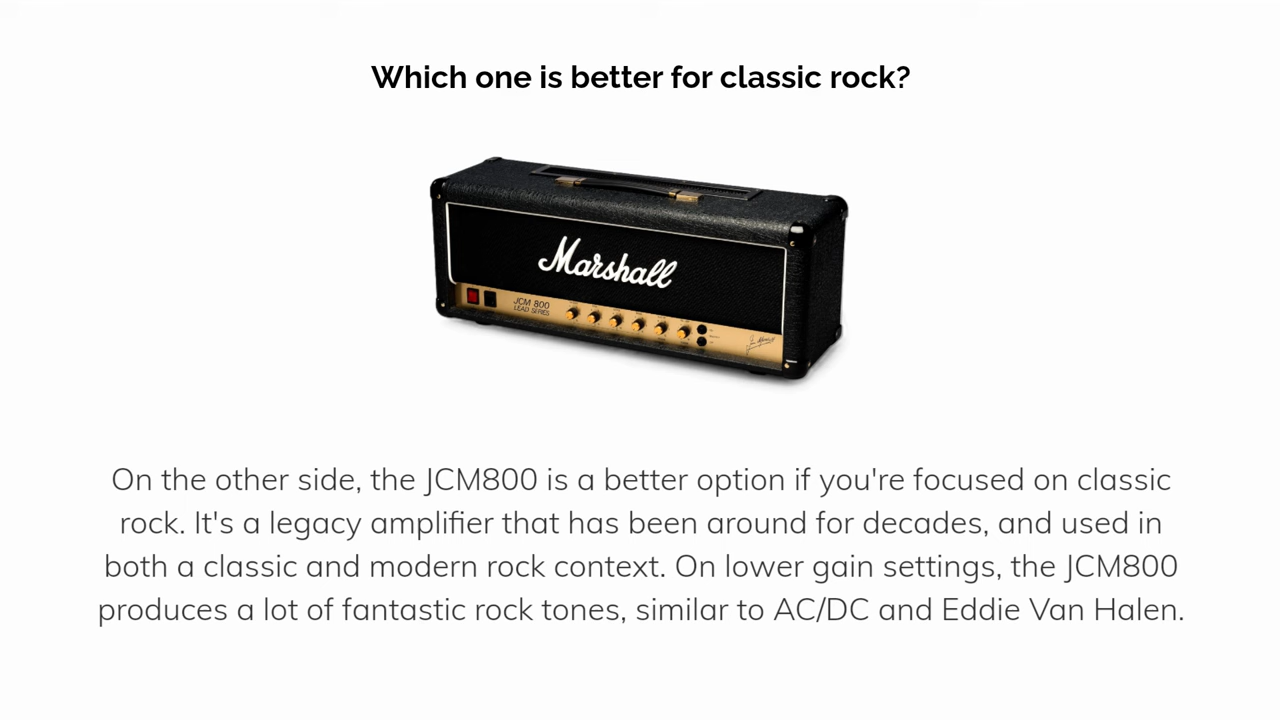 Which one is better for classic rock?
Marshall
JCM 800
LEAD SERIES
On the other side, the JCM800 is a better option if you're focused on classic
rock. It's a legacy amplifier that has been around for decades, and used in
both a classic and modern rock context. On lower gain settings, the JCM800
produces a lot of fantastic rock tones, similar to AC/DC and Eddie Van Halen.